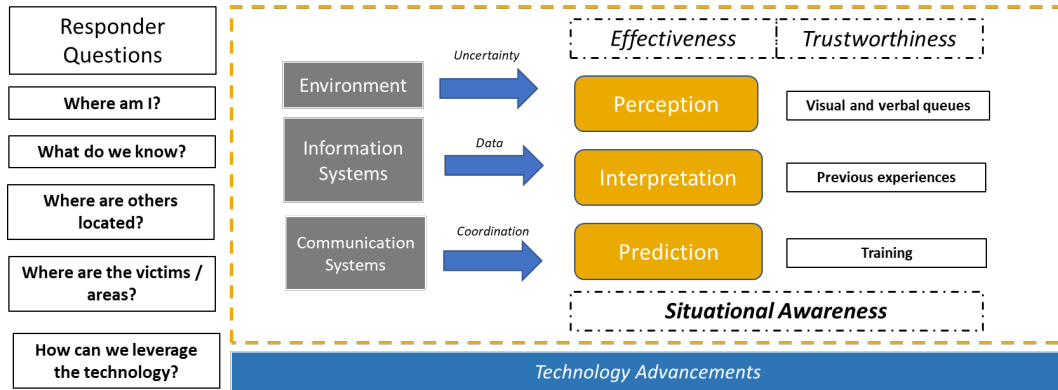 Responder
Questions
Where am I?
What do we know?
Where are others
located?
Where are the victims /
areas?
How can we leverage
the technology?
Environment
Information
Systems
Communication
Systems
Uncertainty
Data
Coordination
Effectiveness
Trustworthiness
Perception
Visual and verbal queues
Interpretation
Previous experiences
Prediction
Training
Situational Awareness
Technology Advancements